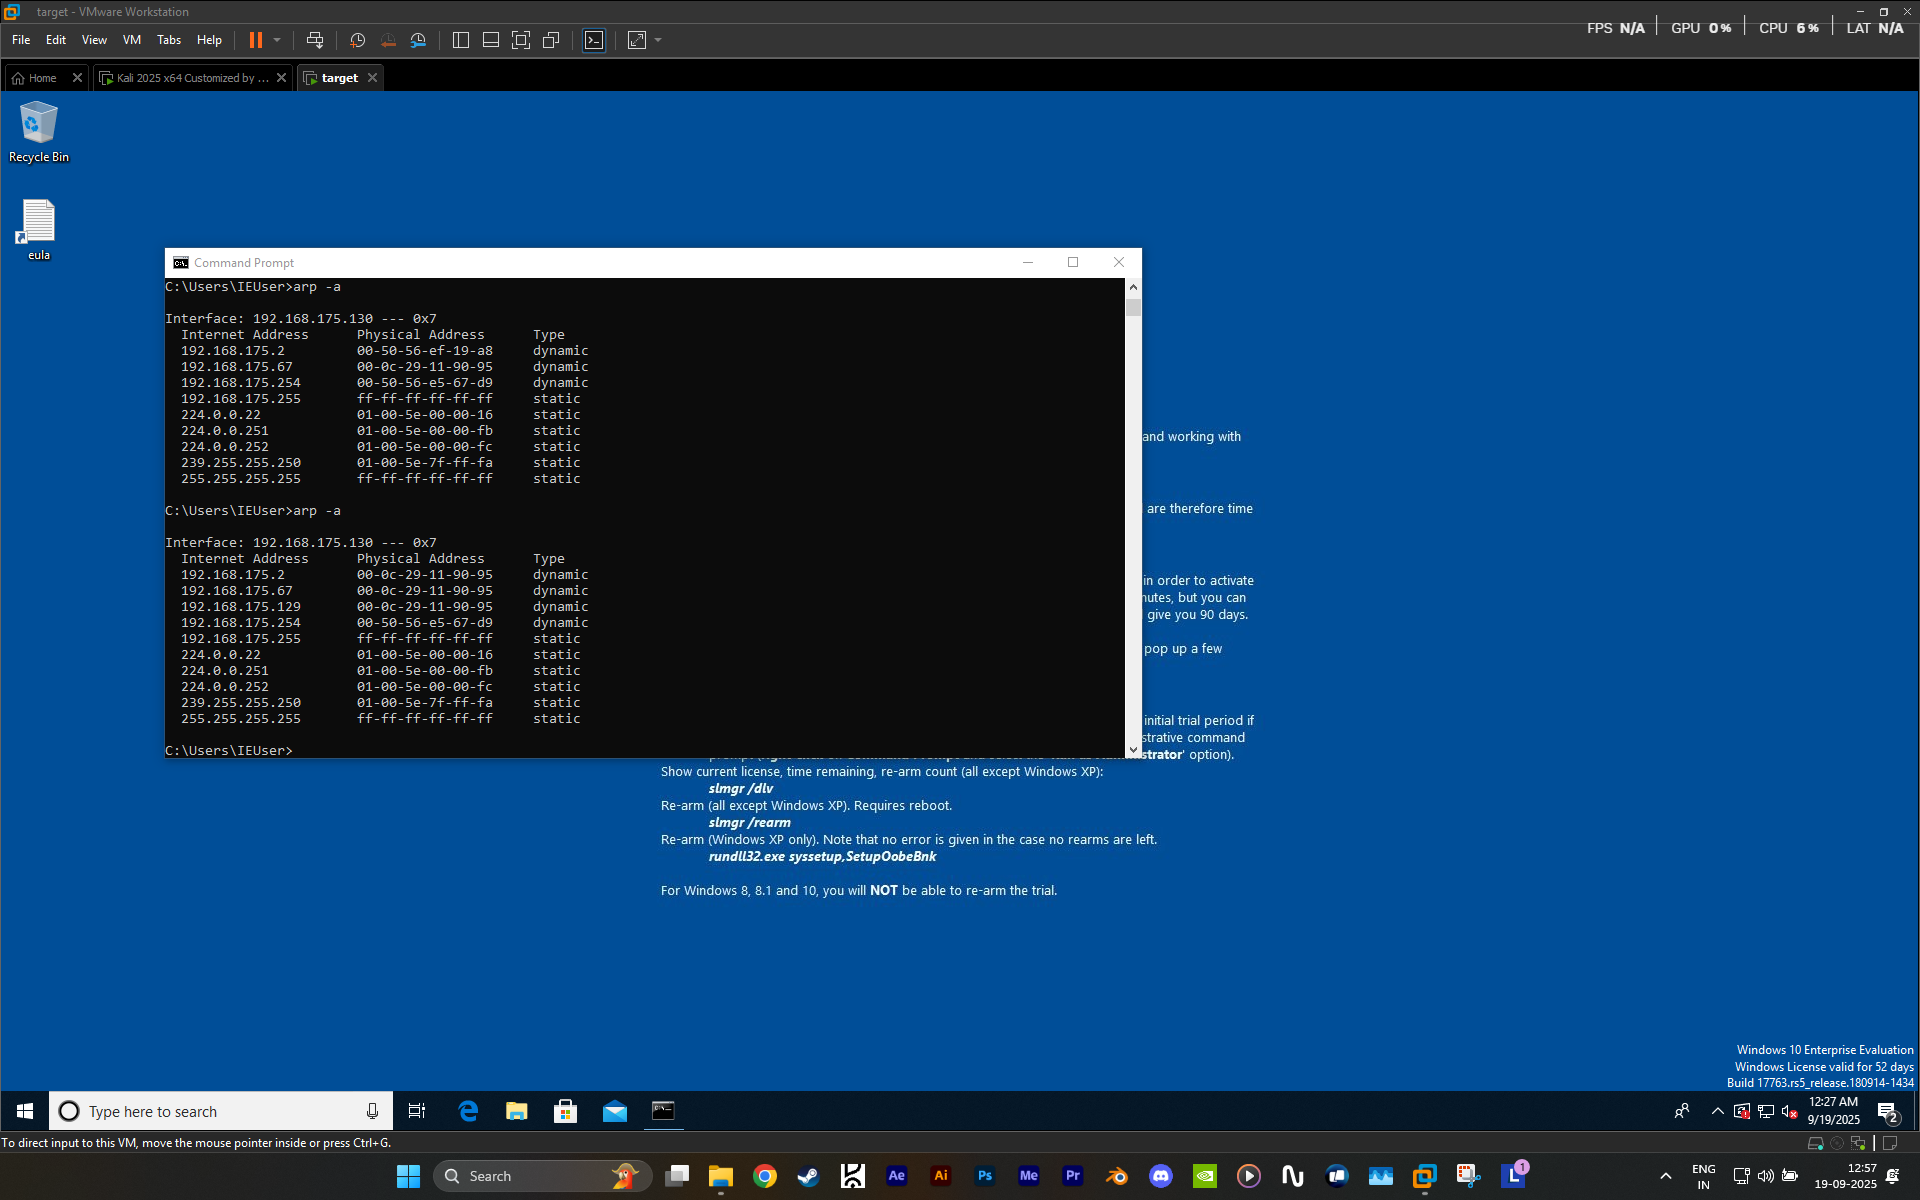 target - VMware Workstation
File Edit View VM Tabs Help
FPS N/A GPU 0% CPU 6% LAT N/A
Home Kali 2025 x64 Customized by ... target
Recycle Bin
eula
Command Prompt
C:\Users\IEUser>arp -a
Interface: 192.168.175.130 --- 0x7
Internet Address Physical Address Type
192.168.175.2 00-50-56-ef-19-a8 dynamic
192.168.175.67 00-0c-29-11-90-95 dynamic
192.168.175.254 00-50-56-e5-67-d9 dynamic
192.168.175.255 ff-ff-ff-ff-ff-ff static
224.0.0.22 01-00-5e-00-00-16 static
224.0.0.251 01-00-5e-00-00-fb static
224.0.0.252 01-00-5e-00-00-fc static
239.255.255.250 01-00-5e-7f-ff-fa static
255.255.255.255 ff-ff-ff-ff-ff-ff static
C:\Users\IEUser>arp -a
Interface: 192.168.175.130 --- 0x7
Internet Address Physical Address Type
192.168.175.2 00-0c-29-11-90-95 dynamic
192.168.175.67 00-0c-29-11-90-95 dynamic
192.168.175.129 00-0c-29-11-90-95 dynamic
192.168.175.254 00-50-56-e5-67-d9 dynamic
192.168.175.255 ff-ff-ff-ff-ff-ff static
224.0.0.22 01-00-5e-00-00-16 static
224.0.0.251 01-00-5e-00-00-fb static
224.0.0.252 01-00-5e-00-00-fc static
239.255.255.250 01-00-5e-7f-ff-fa static
255.255.255.255 ff-ff-ff-ff-ff-ff static
C:\Users\IEUser>
and working with
are therefore time
in order to activate
nutes, but you can
give you 90 days.
pop up a few
initial trial period if
strative command
strator' option).
Show current license, time remaining, re-arm count (all except Windows XP):
slmgr /dlv
Re-arm (all except Windows XP). Requires reboot.
slmgr /rearm
Re-arm (Windows XP only). Note that no error is given in the case no rearms are left.
rundll32.exe syssetup,SetupOobeBnk
For Windows 8, 8.1 and 10, you will NOT be able to re-arm the trial.
Windows 10 Enterprise Evaluation
Windows License valid for 52 days
Build 17763.rs5_release.180914-1434
Type here to search
12:27 AM
9/19/2025
2
To direct input to this VM, move the mouse pointer inside or press Ctrl+G.
Search
Ae Ai Ps Me Pr L 1
ENG
IN
12:57
19-09-2025